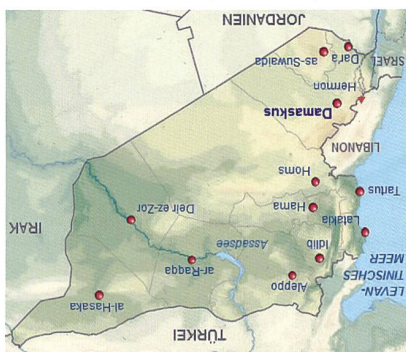 TÜRKEI
LEVAN-
TINISCHES
MEER
Aleppo
Idlib
al-Hasaka
ar-Raqqa
Assadsee
Latakia
Hama
Deir ez-Zor
IRAK
Tartus
Homs
LIBANON
Damaskus
Hermon
ISRAEL
Dar'a
as-Suwaida
JORDANIEN